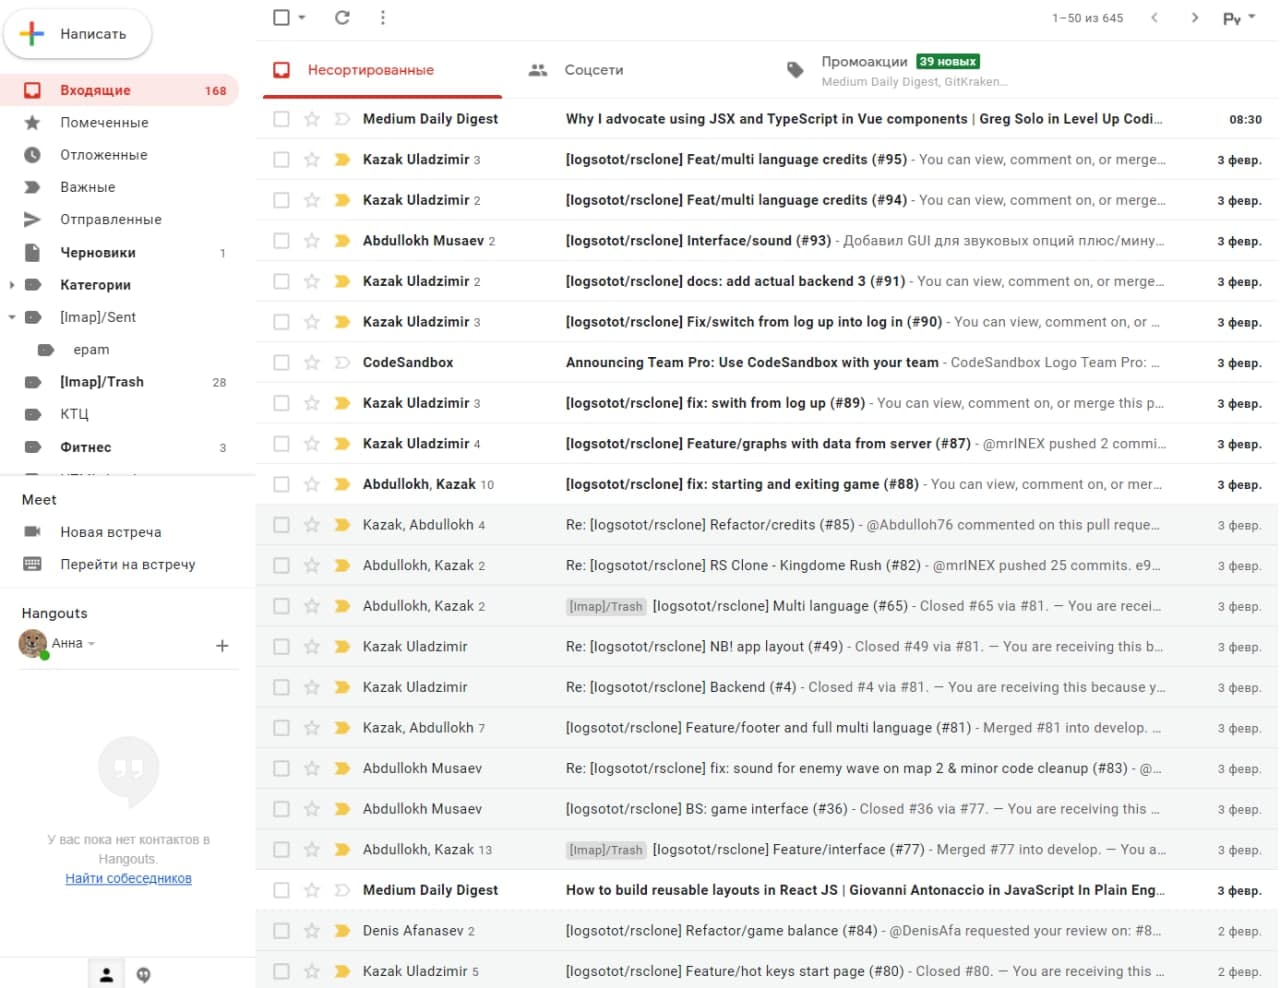 Написать
1–50 из 645
Ру
Несортированные
Соцсети
Промоакции 39 новых
Medium Daily Digest, GitKraken…
Входящие 168
Помеченные
Отложенные
Важные
Отправленные
Черновики 1
Категории
[Imap]/Sent
epam
[Imap]/Trash 28
КТЦ
Фитнес 3
Meet
Новая встреча
Перейти на встречу
Hangouts
Анна
У вас пока нет контактов в
Hangouts.
Найти собеседников
Medium Daily Digest Why I advocate using JSX and TypeScript in Vue components | Greg Solo in Level Up Codi… 08:30
Kazak Uladzimir 3 [logsotot/rsclone] Feat/multi language credits (#95) - You can view, comment on, or merge… 3 февр.
Kazak Uladzimir 2 [logsotot/rsclone] Feat/multi language credits (#94) - You can view, comment on, or merge… 3 февр.
Abdullokh Musaev 2 [logsotot/rsclone] Interface/sound (#93) - Добавил GUI для звуковых опций плюс/мину… 3 февр.
Kazak Uladzimir 2 [logsotot/rsclone] docs: add actual backend 3 (#91) - You can view, comment on, or merge… 3 февр.
Kazak Uladzimir 3 [logsotot/rsclone] Fix/switch from log up into log in (#90) - You can view, comment on, or … 3 февр.
CodeSandbox Announcing Team Pro: Use CodeSandbox with your team - CodeSandbox Logo Team Pro: … 3 февр.
Kazak Uladzimir 3 [logsotot/rsclone] fix: swith from log up (#89) - You can view, comment on, or merge this p… 3 февр.
Kazak Uladzimir 4 [logsotot/rsclone] Feature/graphs with data from server (#87) - @mrINEX pushed 2 commi… 3 февр.
Abdullokh, Kazak 10 [logsotot/rsclone] fix: starting and exiting game (#88) - You can view, comment on, or mer… 3 февр.
Kazak, Abdullokh 4 Re: [logsotot/rsclone] Refactor/credits (#85) - @Abdulloh76 commented on this pull reque… 3 февр.
Abdullokh, Kazak 2 Re: [logsotot/rsclone] RS Clone - Kingdome Rush (#82) - @mrINEX pushed 25 commits. e9… 3 февр.
Abdullokh, Kazak 2 [Imap]/Trash [logsotot/rsclone] Multi language (#65) - Closed #65 via #81. — You are recei… 3 февр.
Kazak Uladzimir Re: [logsotot/rsclone] NB! app layout (#49) - Closed #49 via #81. — You are receiving this b… 3 февр.
Kazak Uladzimir Re: [logsotot/rsclone] Backend (#4) - Closed #4 via #81. — You are receiving this because y… 3 февр.
Kazak, Abdullokh 7 [logsotot/rsclone] Feature/footer and full multi language (#81) - Merged #81 into develop. … 3 февр.
Abdullokh Musaev Re: [logsotot/rsclone] fix: sound for enemy wave on map 2 & minor code cleanup (#83) - @… 3 февр.
Abdullokh Musaev [logsotot/rsclone] BS: game interface (#36) - Closed #36 via #77. — You are receiving this … 3 февр.
Abdullokh, Kazak 13 [Imap]/Trash [logsotot/rsclone] Feature/interface (#77) - Merged #77 into develop. — You a… 3 февр.
Medium Daily Digest How to build reusable layouts in React JS | Giovanni Antonaccio in JavaScript In Plain Eng… 3 февр.
Denis Afanasev 2 [logsotot/rsclone] Refactor/game balance (#84) - @DenisAfa requested your review on: #8… 2 февр.
Kazak Uladzimir 5 [logsotot/rsclone] Feature/hot keys start page (#80) - Closed #80. — You are receiving this … 2 февр.